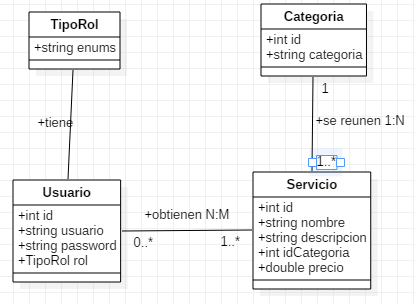 TipoRol
+string enums
Categoria
+int id
+string categoria
+tiene
1
+se reunen 1:N
1..*
Usuario
+int id
+string usuario
+string password
+TipoRol rol
+obtienen N:M
0..*
1..*
Servicio
+int id
+string nombre
+string descripcion
+int idCategoria
+double precio